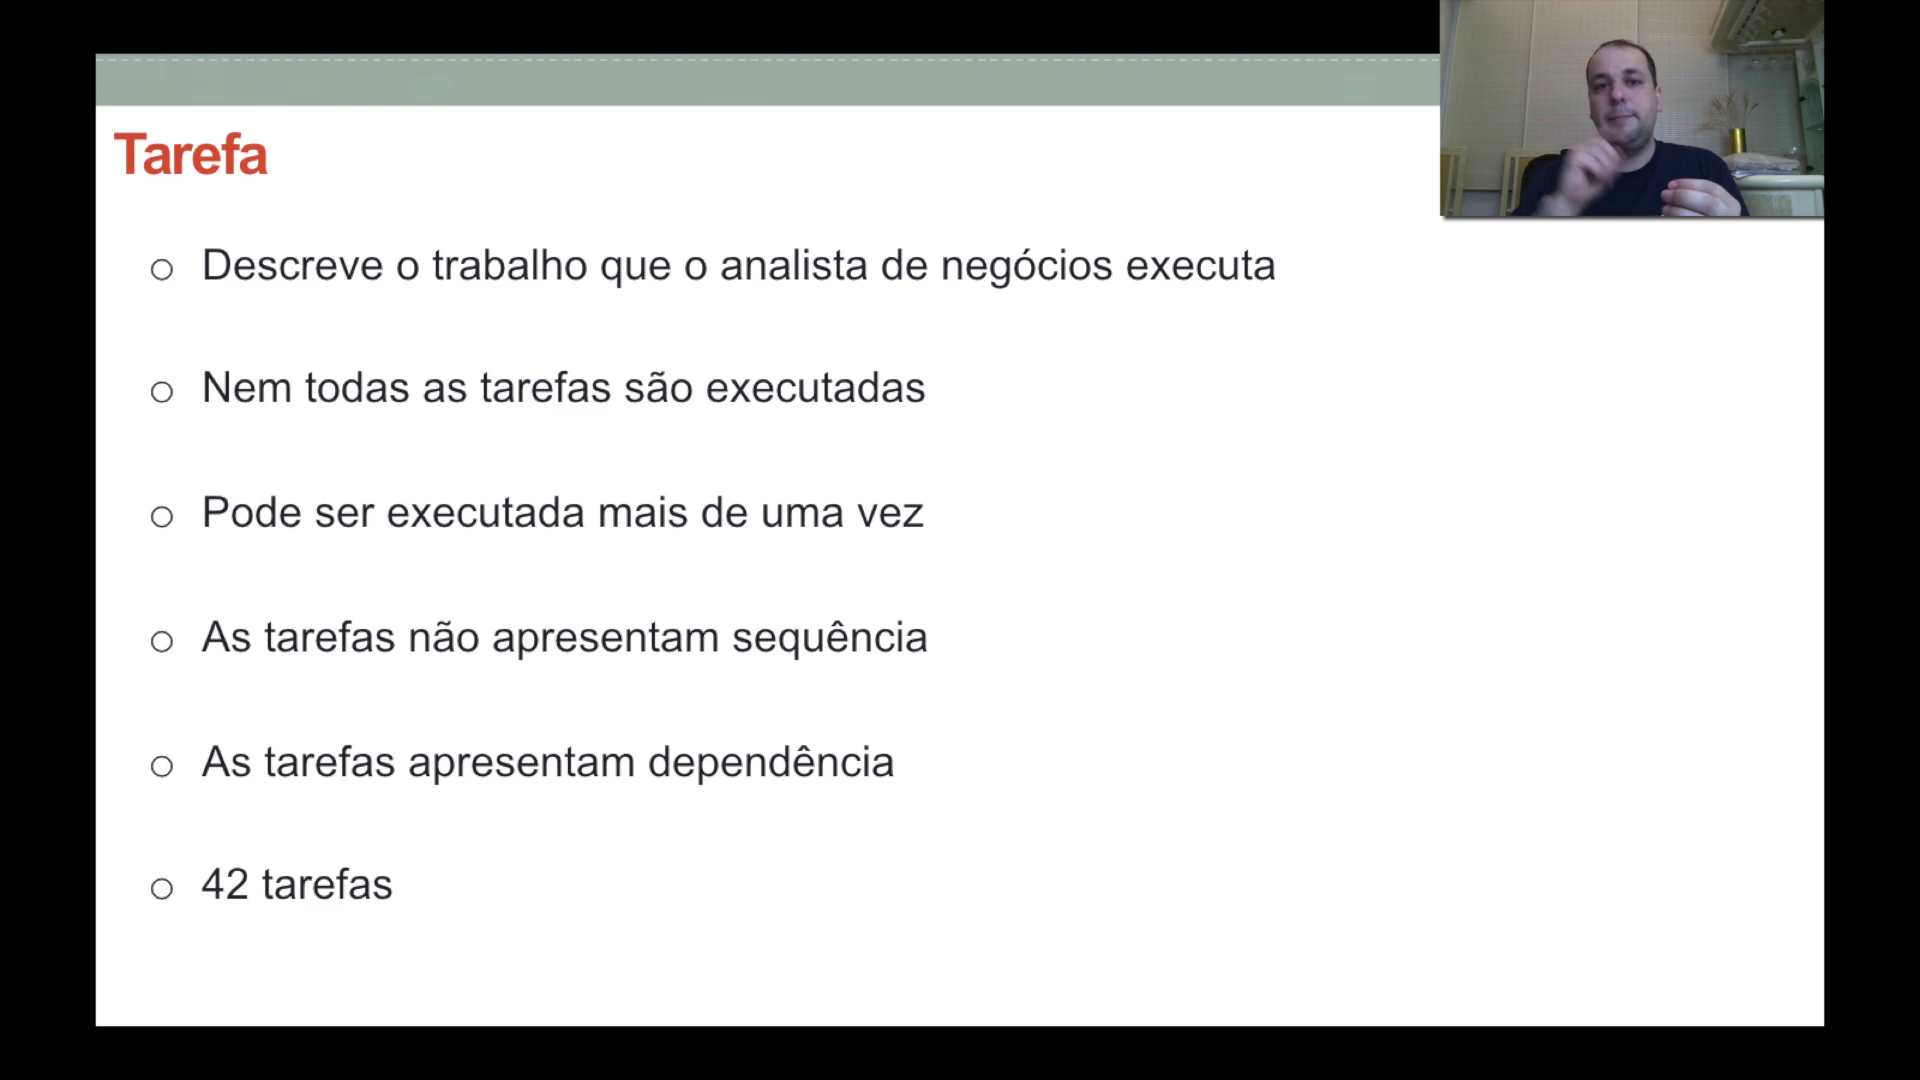 Tarefa
Descreve o trabalho que o analista de negócios executa
Nem todas as tarefas são executadas
Pode ser executada mais de uma vez
As tarefas não apresentam sequência
As tarefas apresentam dependência
42 tarefas